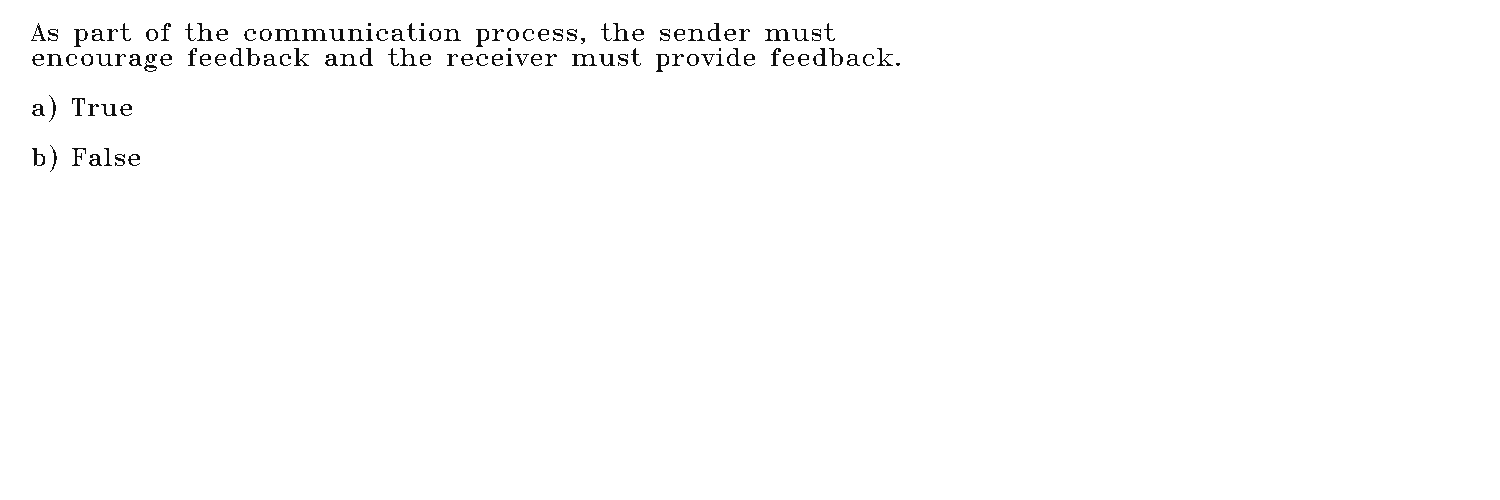 As part of the communication process, the sender must
encourage feedback and the receiver must provide feedback.
a) True
b) False